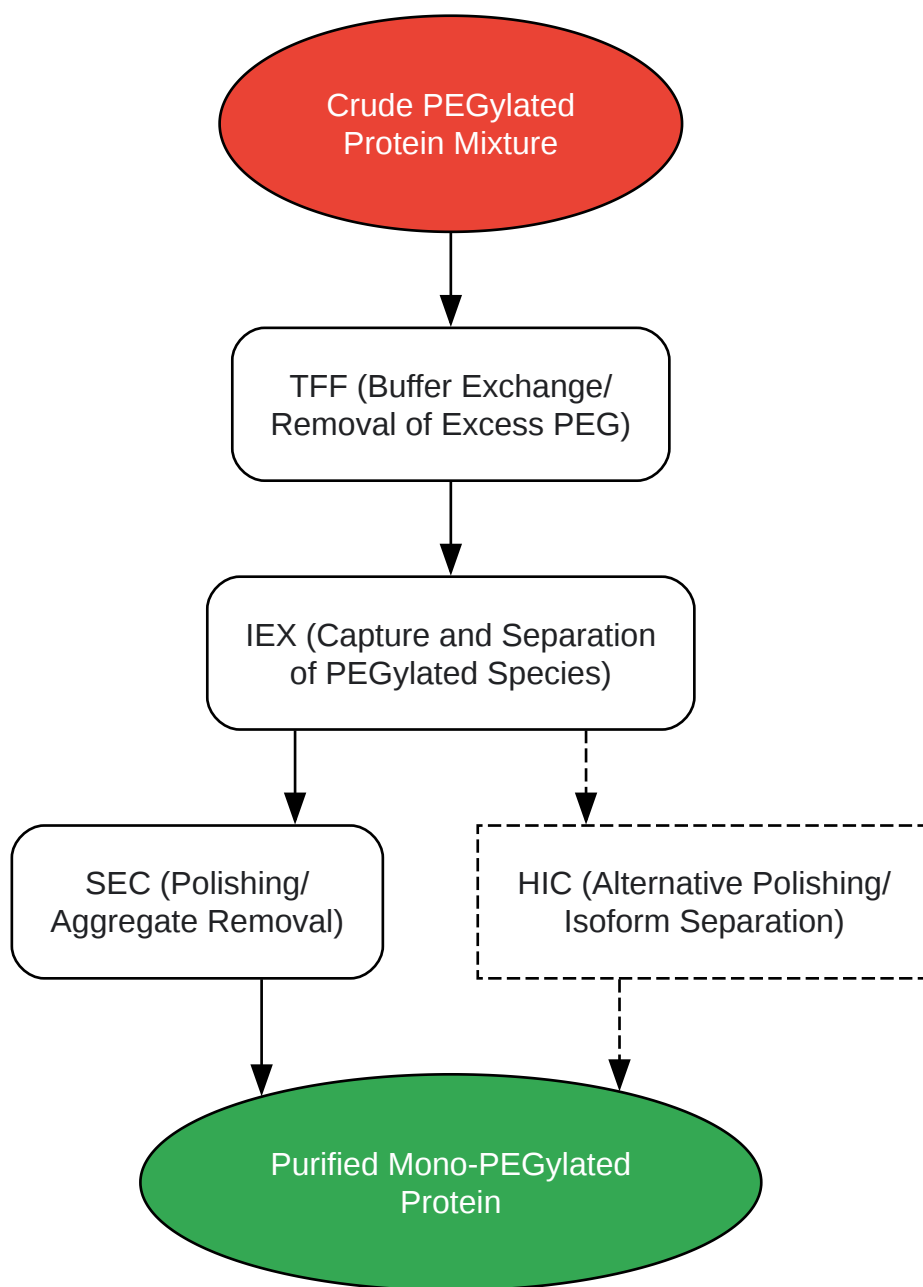 Crude PEGylated
Protein Mixture
TFF (Buffer Exchange/
Removal of Excess PEG)
IEX (Capture and Separation
of PEGylated Species)
SEC (Polishing/
Aggregate Removal)
HIC (Alternative Polishing/
Isoform Separation)
Purified Mono-PEGylated
Protein